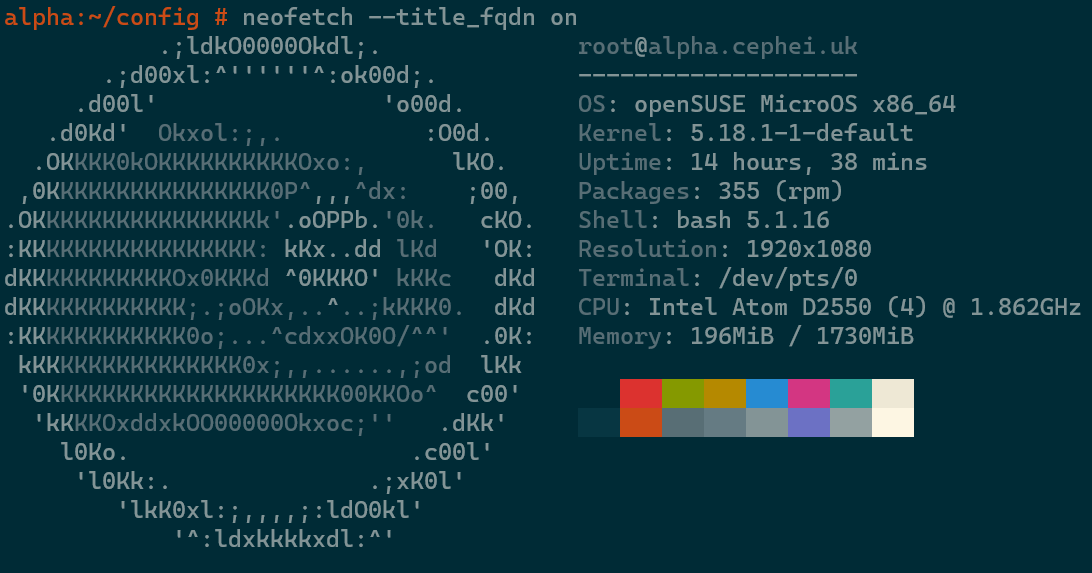 alpha:~/config # neofetch --title_fqdn on
root@alpha.cephei.uk
--------------------
OS: openSUSE MicroOS x86_64
Kernel: 5.18.1-1-default
Uptime: 14 hours, 38 mins
Packages: 355 (rpm)
Shell: bash 5.1.16
Resolution: 1920x1080
Terminal: /dev/pts/0
CPU: Intel Atom D2550 (4) @ 1.862GHz
Memory: 196MiB / 1730MiB